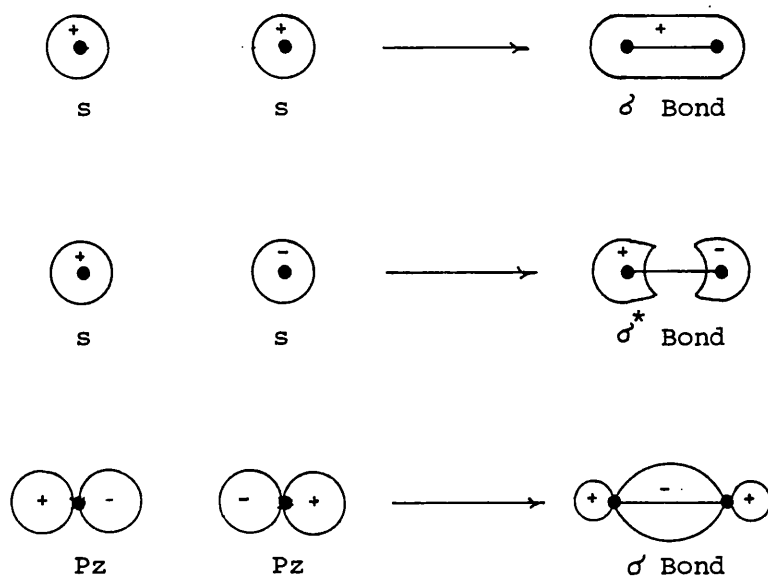 + + +
s s σ Bond
+ - + -
s s σ* Bond
+ - - + + - +
Pz Pz σ Bond